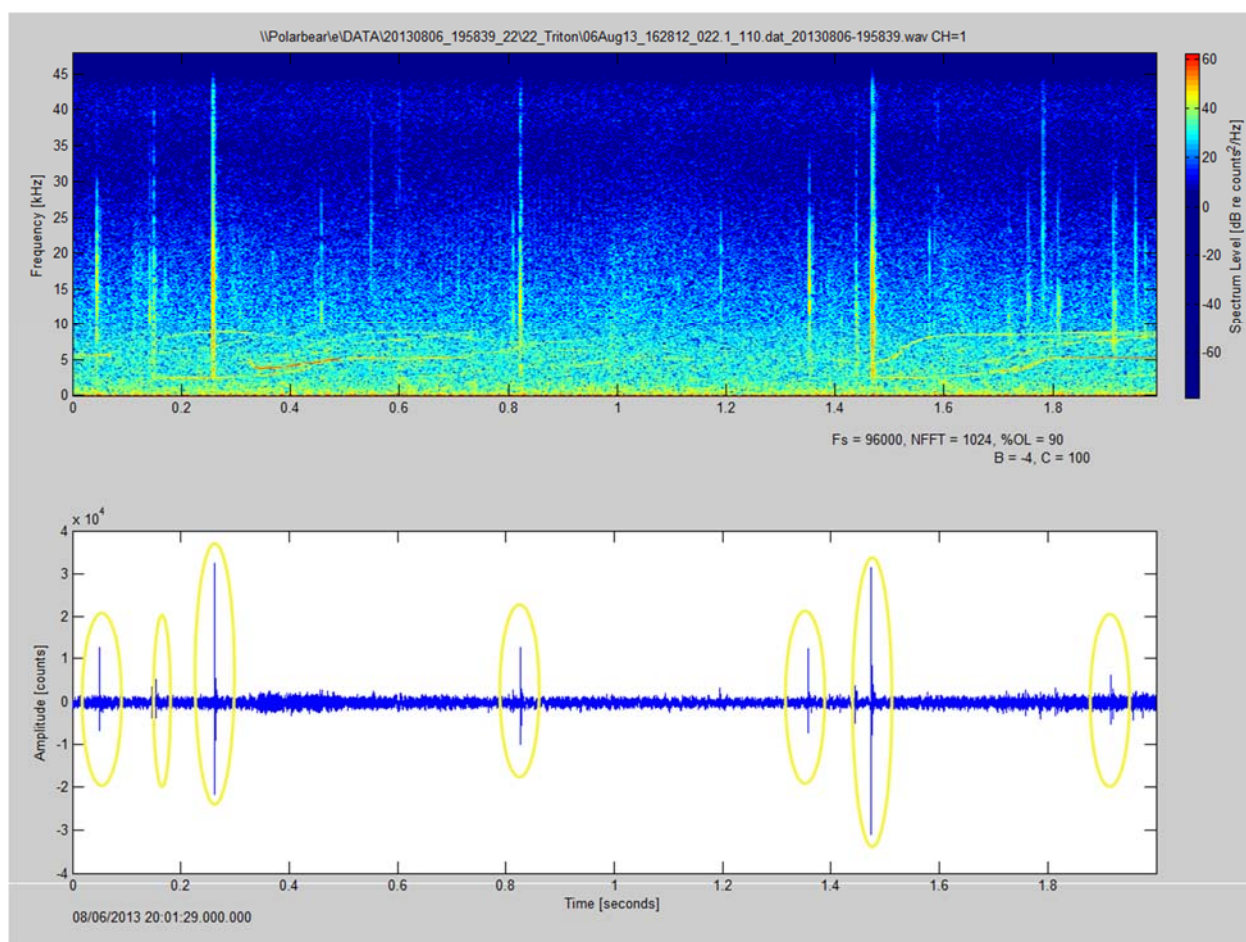 \\Polarbear\e\DATA\20130806_195839_22\22_Triton\06Aug13_162812_022.1_110.dat_20130806-195839.wav CH=1
45
40
35
30
25
20
15
10
5
0
Frequency [kHz]
0 0.2 0.4 0.6 0.8 1 1.2 1.4 1.6 1.8
60
40
20
0
-20
-40
-60
Spectrum Level [dB re counts²/Hz]
Fs = 96000, NFFT = 1024, %OL = 90
B = -4, C = 100
x 10⁴
4
3
2
1
0
-1
-2
-3
-4
Amplitude [counts]
0 0.2 0.4 0.6 0.8 1 1.2 1.4 1.6 1.8
Time [seconds]
08/06/2013 20:01:29.000.000